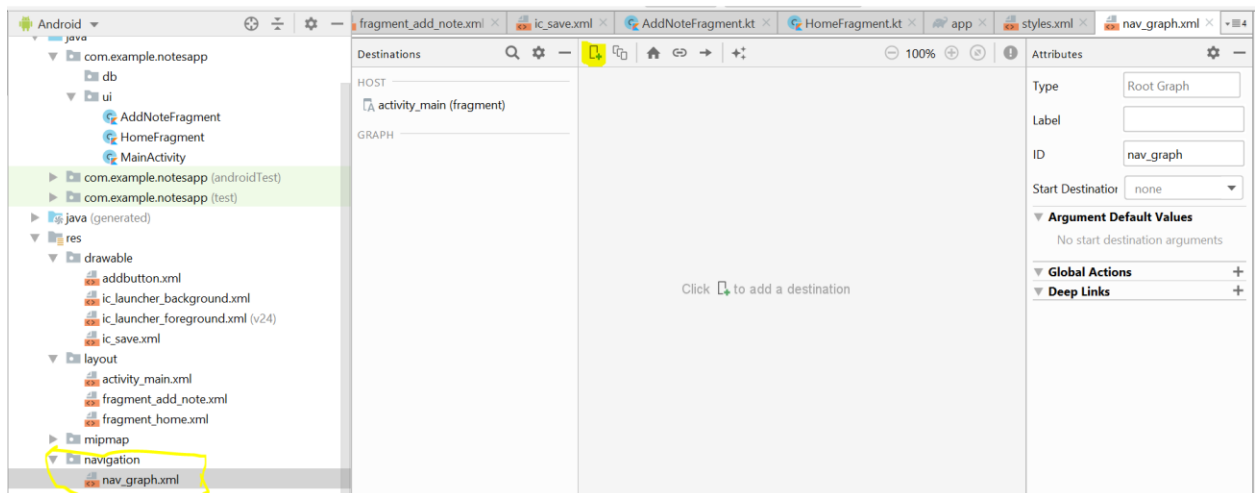 Android
java
com.example.notesapp
db
ui
AddNoteFragment
HomeFragment
MainActivity
com.example.notesapp (androidTest)
com.example.notesapp (test)
java (generated)
res
drawable
addbutton.xml
ic_launcher_background.xml
ic_launcher_foreground.xml (v24)
ic_save.xml
layout
activity_main.xml
fragment_add_note.xml
fragment_home.xml
mipmap
navigation
nav_graph.xml
fragment_add_note.xml ic_save.xml AddNoteFragment.kt HomeFragment.kt app styles.xml nav_graph.xml 4
Destinations
HOST
activity_main (fragment)
GRAPH
100%
Click to add a destination
Attributes
Type Root Graph
Label
ID nav_graph
Start Destination none
Argument Default Values
No start destination arguments
Global Actions
Deep Links